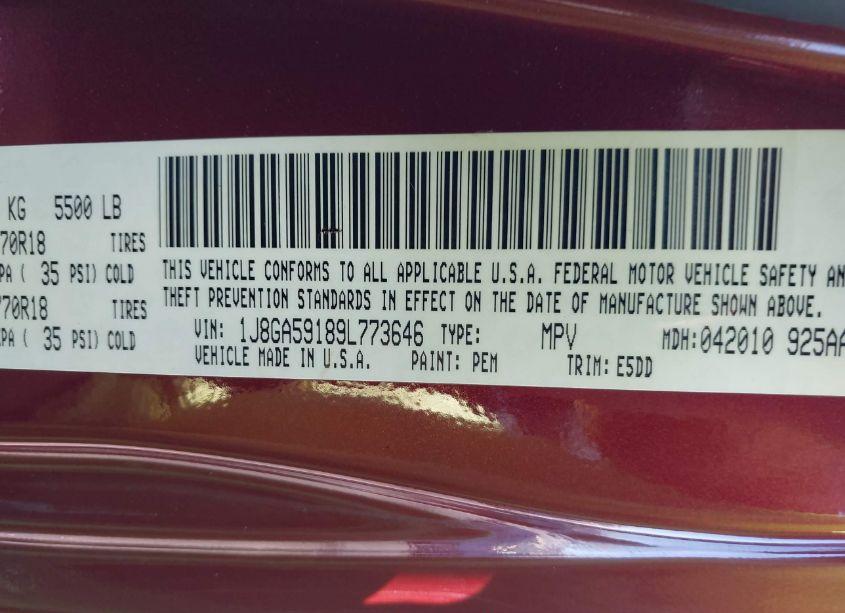 KG 5500 LB
70R18 TIRES
PA ( 35 PSI) COLD
70R18 TIRES
PA ( 35 PSI) COLD
THIS VEHICLE CONFORMS TO ALL APPLICABLE U.S.A. FEDERAL MOTOR VEHICLE SAFETY AN
THEFT PREVENTION STANDARDS IN EFFECT ON THE DATE OF MANUFACTURE SHOWN ABOVE.
VIN: 1J8GA59189L773646 TYPE: MPV MDH:042010 925AA
VEHICLE MADE IN U.S.A. PAINT: PEM TRIM: E5DD